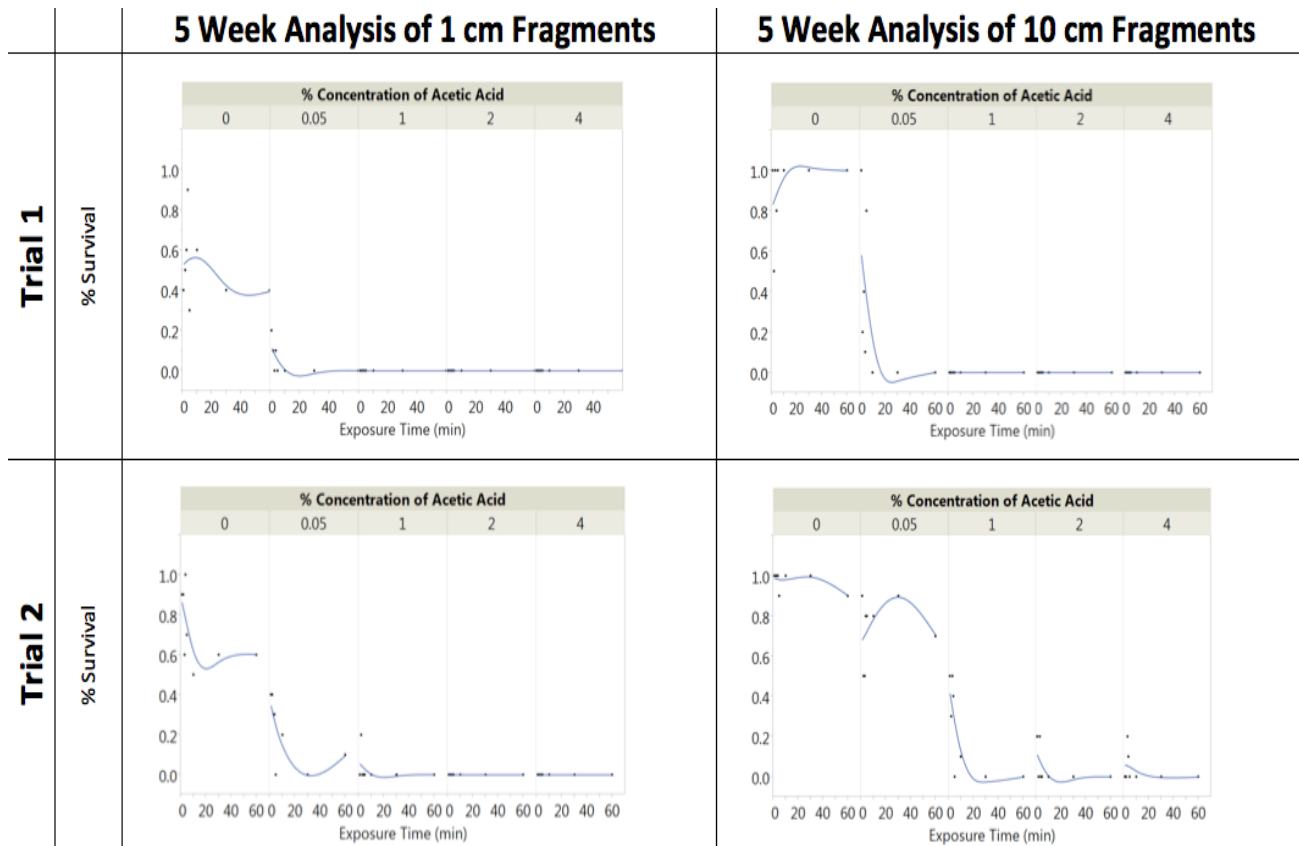 5 Week Analysis of 1 cm Fragments
5 Week Analysis of 10 cm Fragments
Trial 1
% Survival
% Concentration of Acetic Acid
0 0.05 1 2 4
1.0
0.8
0.6
0.4
0.2
0.0
0 20 40 0 20 40 0 20 40 0 20 40 0 20 40
Exposure Time (min)
% Concentration of Acetic Acid
0 0.05 1 2 4
1.0
0.8
0.6
0.4
0.2
0.0
0 20 40 60 0 20 40 60 0 20 40 60 0 20 40 60 0 20 40 60
Exposure Time (min)
Trial 2
% Survival
% Concentration of Acetic Acid
0 0.05 1 2 4
1.0
0.8
0.6
0.4
0.2
0.0
0 20 40 60 0 20 40 60 0 20 40 60 0 20 40 60 0 20 40 60
Exposure Time (min)
% Concentration of Acetic Acid
0 0.05 1 2 4
1.0
0.8
0.6
0.4
0.2
0.0
0 20 40 60 0 20 40 60 0 20 40 60 0 20 40 60 0 20 40 60
Exposure Time (min)